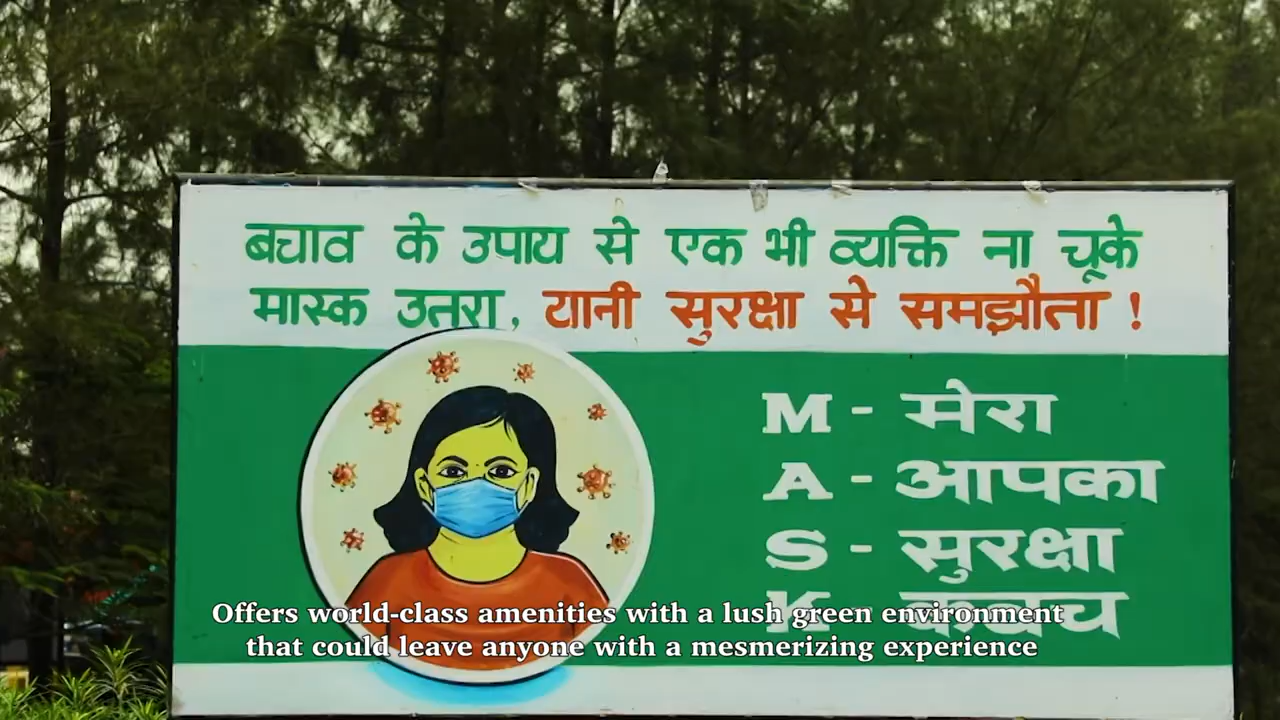 बचाव के उपाय से एक भी व्यक्ति ना चूके
मास्क उतरा, यानी सुरक्षा से समझौता !
M - मेरा
A - आपका
S - सुरक्षा
K - कवच
Offers world-class amenities with a lush green environment
that could leave anyone with a mesmerizing experience